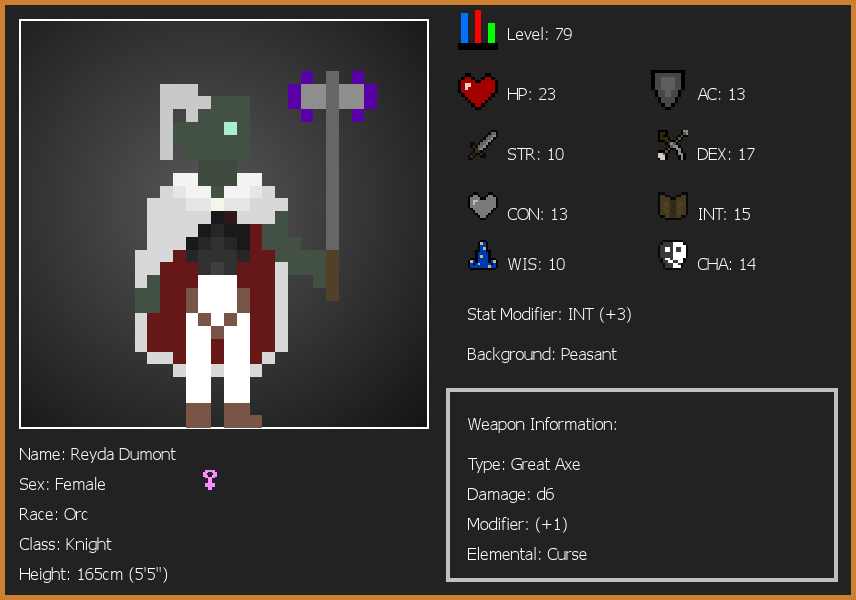 Level: 79
HP: 23
AC: 13
STR: 10
DEX: 17
CON: 13
INT: 15
WIS: 10
CHA: 14
Stat Modifier: INT (+3)
Background: Peasant
Weapon Information:
Type: Great Axe
Damage: d6
Modifier: (+1)
Elemental: Curse
Name: Reyda Dumont
Sex: Female
Race: Orc
Class: Knight
Height: 165cm (5'5")